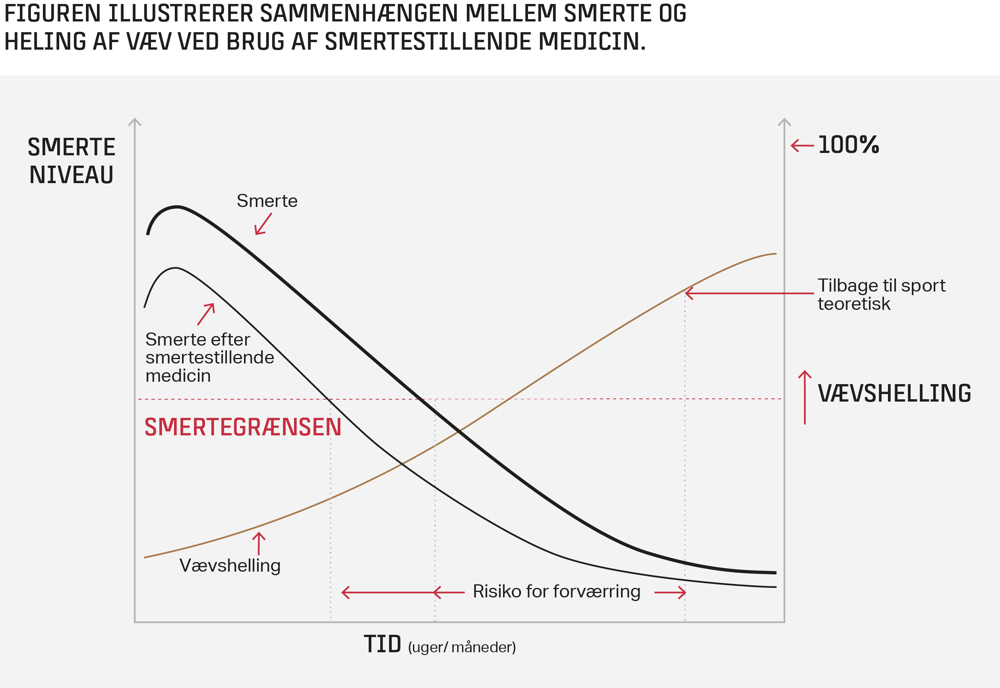 FIGUREN ILLUSTRERER SAMMENHÆNGEN MELLEM SMERTE OG
HELING AF VÆV VED BRUG AF SMERTESTILLENDE MEDICIN.
SMERTE
NIVEAU
100%
Smerte
Tilbage til sport
teoretisk
Smerte efter
smertestillende
medicin
VÆVSHELLING
SMERTEGRÆNSEN
Vævshelling
Risiko for forværring
TID (uger/ måneder)